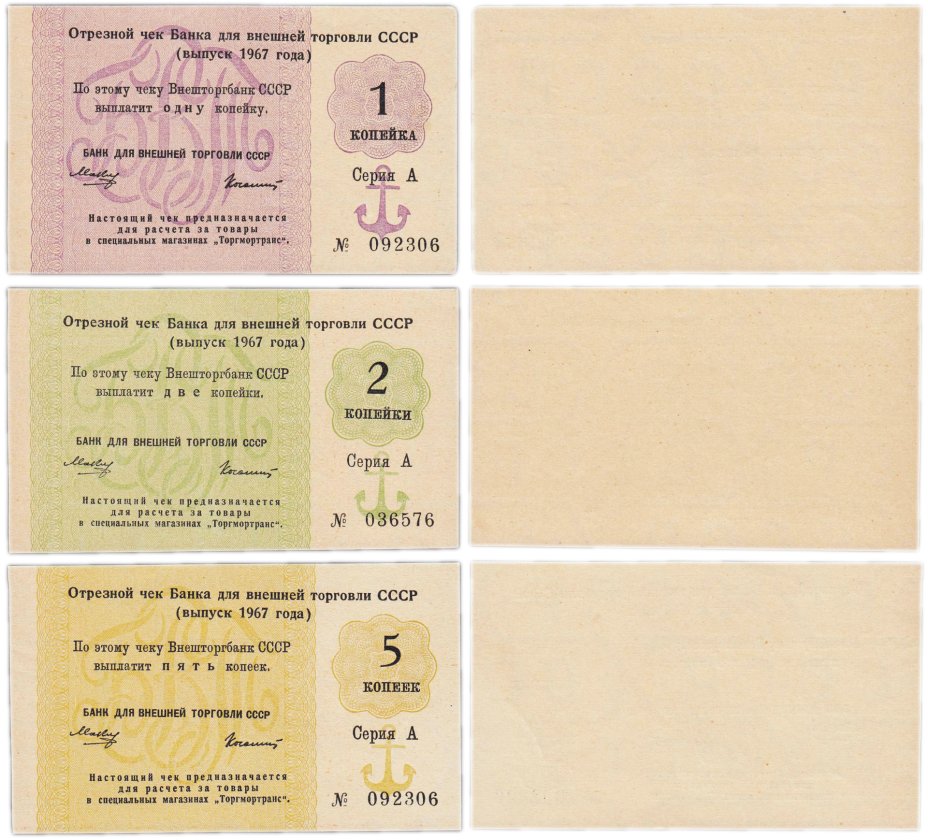 Отрезной чек Банка для внешней торговли СССР
(выпуск 1967 года)
По этому чеку Внешторгбанк СССР
выплатит одну копейку.
1
КОПЕЙКА
БАНК ДЛЯ ВНЕШНЕЙ ТОРГОВЛИ СССР
Серия А
Настоящий чек предназначается
для расчета за товары
в специальных магазинах „Торгмортранс“.
№ 092306
Отрезной чек Банка для внешней торговли СССР
(выпуск 1967 года)
По этому чеку Внешторгбанк СССР
выплатит две копейки.
2
КОПЕЙКИ
БАНК ДЛЯ ВНЕШНЕЙ ТОРГОВЛИ СССР
Серия А
Настоящий чек предназначается
для расчета за товары
в специальных магазинах „Торгмортранс“.
№ 036576
Отрезной чек Банка для внешней торговли СССР
(выпуск 1967 года)
По этому чеку Внешторгбанк СССР
выплатит пять копеек.
5
КОПЕЕК
БАНК ДЛЯ ВНЕШНЕЙ ТОРГОВЛИ СССР
Серия А
Настоящий чек предназначается
для расчета за товары
в специальных магазинах „Торгмортранс“.
№ 092306